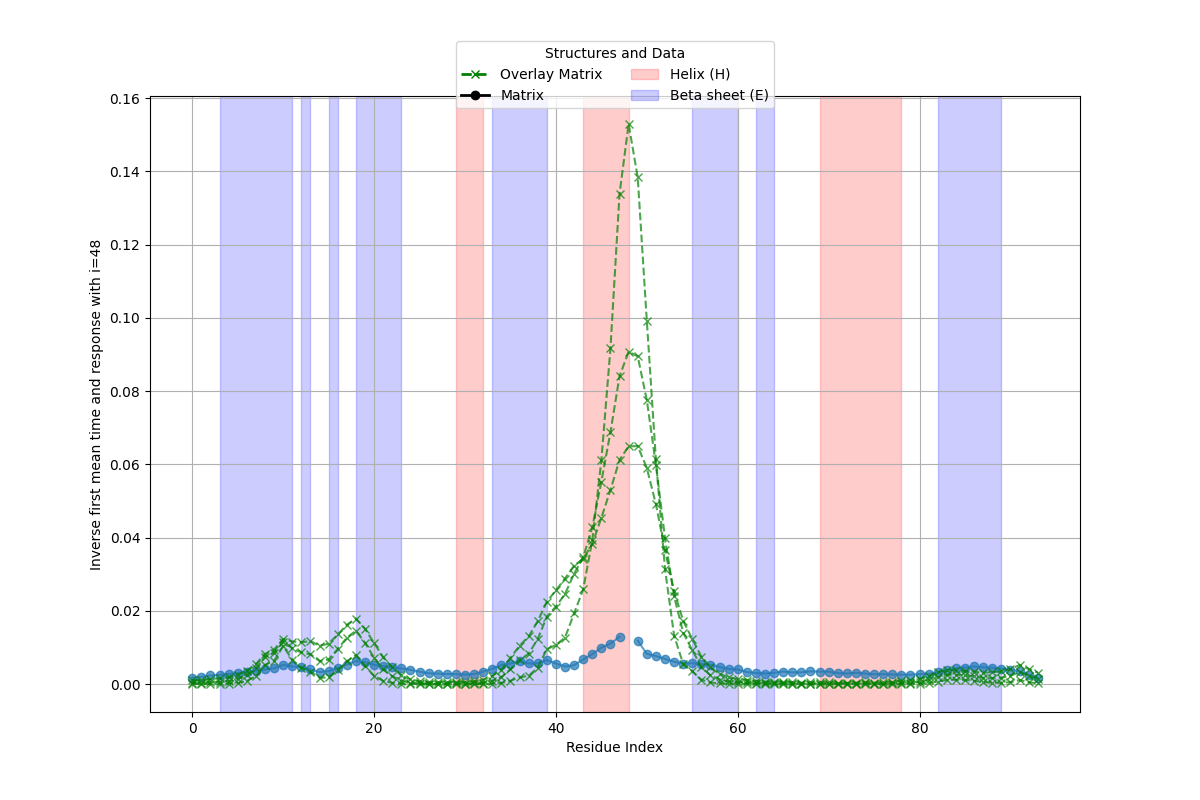 Structures and Data
Overlay Matrix
Matrix
Helix (H)
Beta sheet (E)
Inverse first mean time and response with i=48
0.16
0.14
0.12
0.10
0.08
0.06
0.04
0.02
0.00
0
20
40
60
80
Residue Index